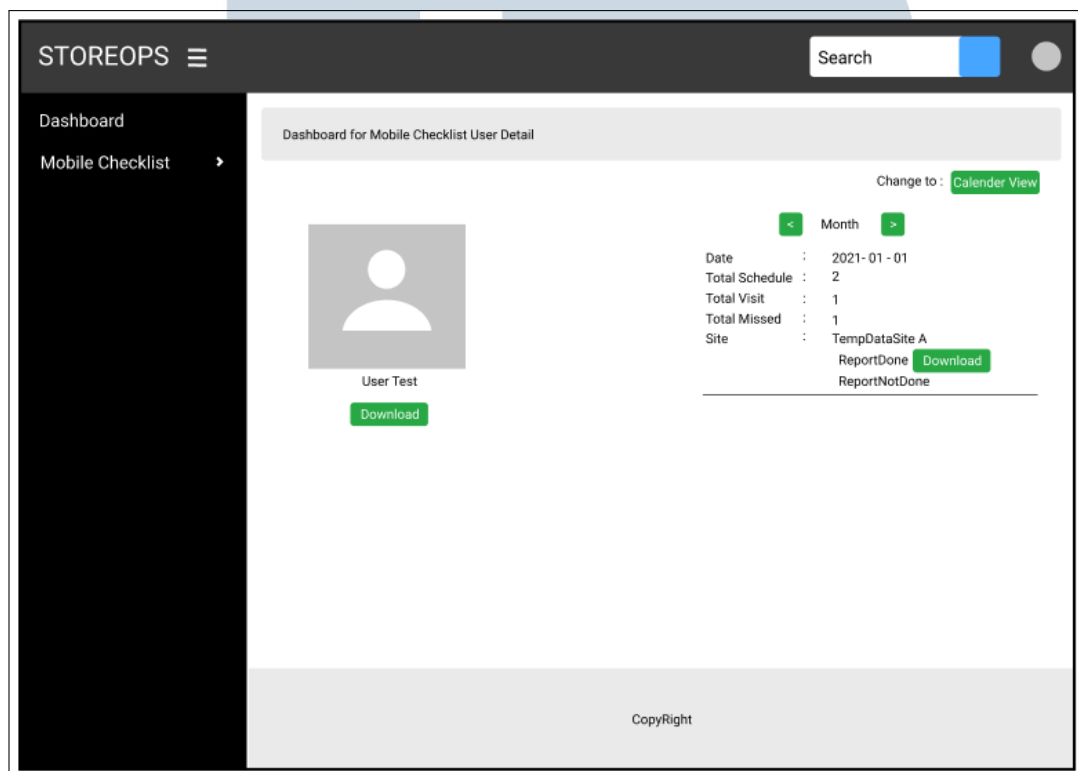 STOREOPS
Search
Dashboard
Mobile Checklist >
Dashboard for Mobile Checklist User Detail
Change to : Calender View
< Month >
Date : 2021- 01 - 01
Total Schedule : 2
Total Visit : 1
Total Missed : 1
Site : TempDataSite A
ReportDone Download
ReportNotDone
User Test
Download
CopyRight